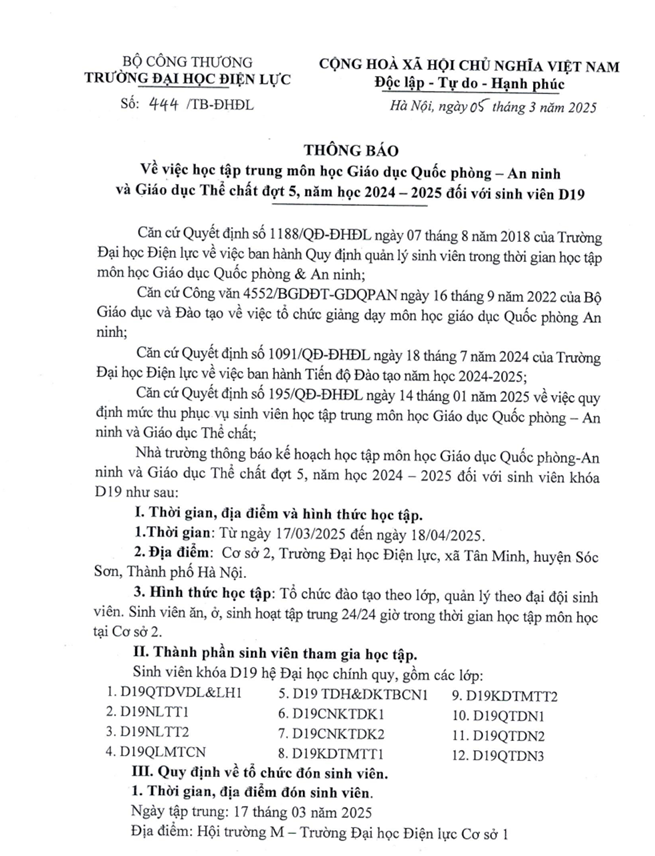 BỘ CÔNG THƯƠNG
TRƯỜNG ĐẠI HỌC ĐIỆN LỰC
Số: 444 /TB-ĐHĐL
CỘNG HOÀ XÃ HỘI CHỦ NGHĨA VIỆT NAM
Độc lập - Tự do - Hạnh phúc
Hà Nội, ngày 05 tháng 3 năm 2025
THÔNG BÁO
Về việc học tập trung môn học Giáo dục Quốc phòng – An ninh
và Giáo dục Thể chất đợt 5, năm học 2024 – 2025 đối với sinh viên D19
Căn cứ Quyết định số 1188/QĐ-ĐHĐL ngày 07 tháng 8 năm 2018 của Trường
Đại học Điện lực về việc ban hành Quy định quản lý sinh viên trong thời gian học tập
môn học Giáo dục Quốc phòng & An ninh;
Căn cứ Công văn 4552/BGDĐT-GDQPAN ngày 16 tháng 9 năm 2022 của Bộ
Giáo dục và Đào tạo về việc tổ chức giảng dạy môn học giáo dục Quốc phòng An
ninh;
Căn cứ Quyết định số 1091/QĐ-ĐHĐL ngày 18 tháng 7 năm 2024 của Trường
Đại học Điện lực về việc ban hành Tiến độ Đào tạo năm học 2024-2025;
Căn cứ Quyết định số 195/QĐ-ĐHĐL ngày 14 tháng 01 năm 2025 về việc quy
định mức thu phục vụ sinh viên học tập trung môn học Giáo dục Quốc phòng – An
ninh và Giáo dục Thể chất;
Nhà trường thông báo kế hoạch học tập môn học Giáo dục Quốc phòng-An
ninh và Giáo dục Thể chất đợt 5, năm học 2024 – 2025 đối với sinh viên khóa
D19 như sau:
I. Thời gian, địa điểm và hình thức học tập.
1.Thời gian: Từ ngày 17/03/2025 đến ngày 18/04/2025.
2. Địa điểm: Cơ sở 2, Trường Đại học Điện lực, xã Tân Minh, huyện Sóc
Sơn, Thành phố Hà Nội.
3. Hình thức học tập: Tổ chức đào tạo theo lớp, quản lý theo đại đội sinh
viên. Sinh viên ăn, ở, sinh hoạt tập trung 24/24 giờ trong thời gian học tập môn học
tại Cơ sở 2.
II. Thành phần sinh viên tham gia học tập.
Sinh viên khóa D19 hệ Đại học chính quy, gồm các lớp:
1. D19QTDVDL&LH1
2. D19NLTT1
3. D19NLTT2
4. D19QLMTCN
5. D19 TDH&DKTBCN1
6. D19CNKTDK1
7. D19CNKTDK2
8. D19KDTMTT1
9. D19KDTMTT2
10. D19QTDN1
11. D19QTDN2
12. D19QTDN3
III. Quy định về tổ chức đón sinh viên.
1. Thời gian, địa điểm đón sinh viên.
Ngày tập trung: 17 tháng 03 năm 2025
Địa điểm: Hội trường M – Trường Đại học Điện lực Cơ sở 1